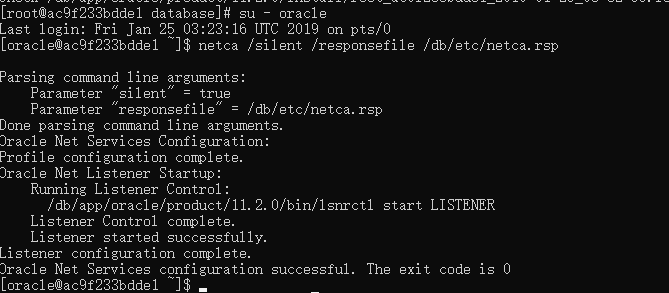 [root@ac9f233bdde1 database]# su - oracle
Last login: Fri Jan 25 03:23:16 UTC 2019 on pts/0
[oracle@ac9f233bdde1 ~]$ netca /silent /responsefile /db/etc/netca.rsp
Parsing command line arguments:
Parameter "silent" = true
Parameter "responsefile" = /db/etc/netca.rsp
Done parsing command line arguments.
Oracle Net Services Configuration:
Profile configuration complete.
Oracle Net Listener Startup:
Running Listener Control:
/db/app/oracle/product/11.2.0/bin/lsnrctl start LISTENER
Listener Control complete.
Listener started successfully.
Listener configuration complete.
Oracle Net Services configuration successful. The exit code is 0
[oracle@ac9f233bdde1 ~]$